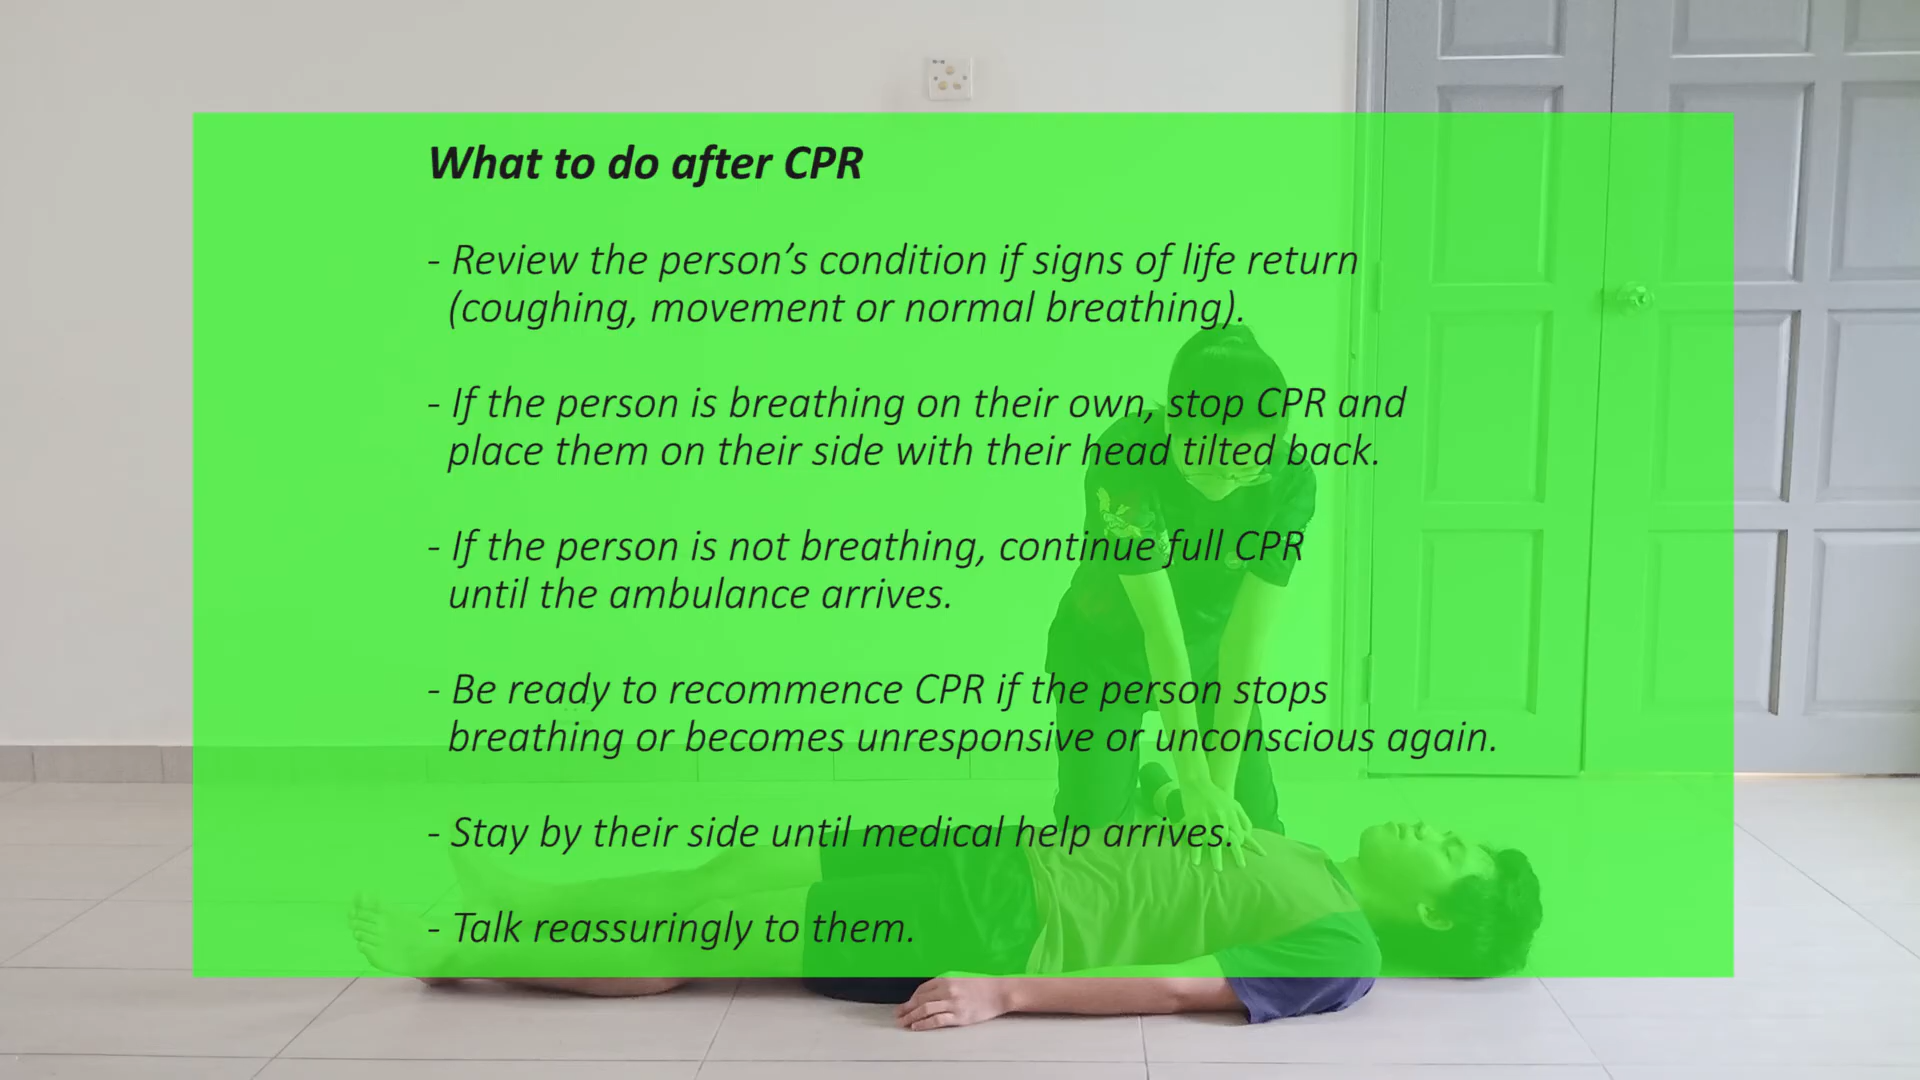 What to do after CPR
- Review the person’s condition if signs of life return
(coughing, movement or normal breathing).
- If the person is breathing on their own, stop CPR and
place them on their side with their head tilted back.
- If the person is not breathing, continue full CPR
until the ambulance arrives.
- Be ready to recommence CPR if the person stops
breathing or becomes unresponsive or unconscious again.
- Stay by their side until medical help arrives.
- Talk reassuringly to them.